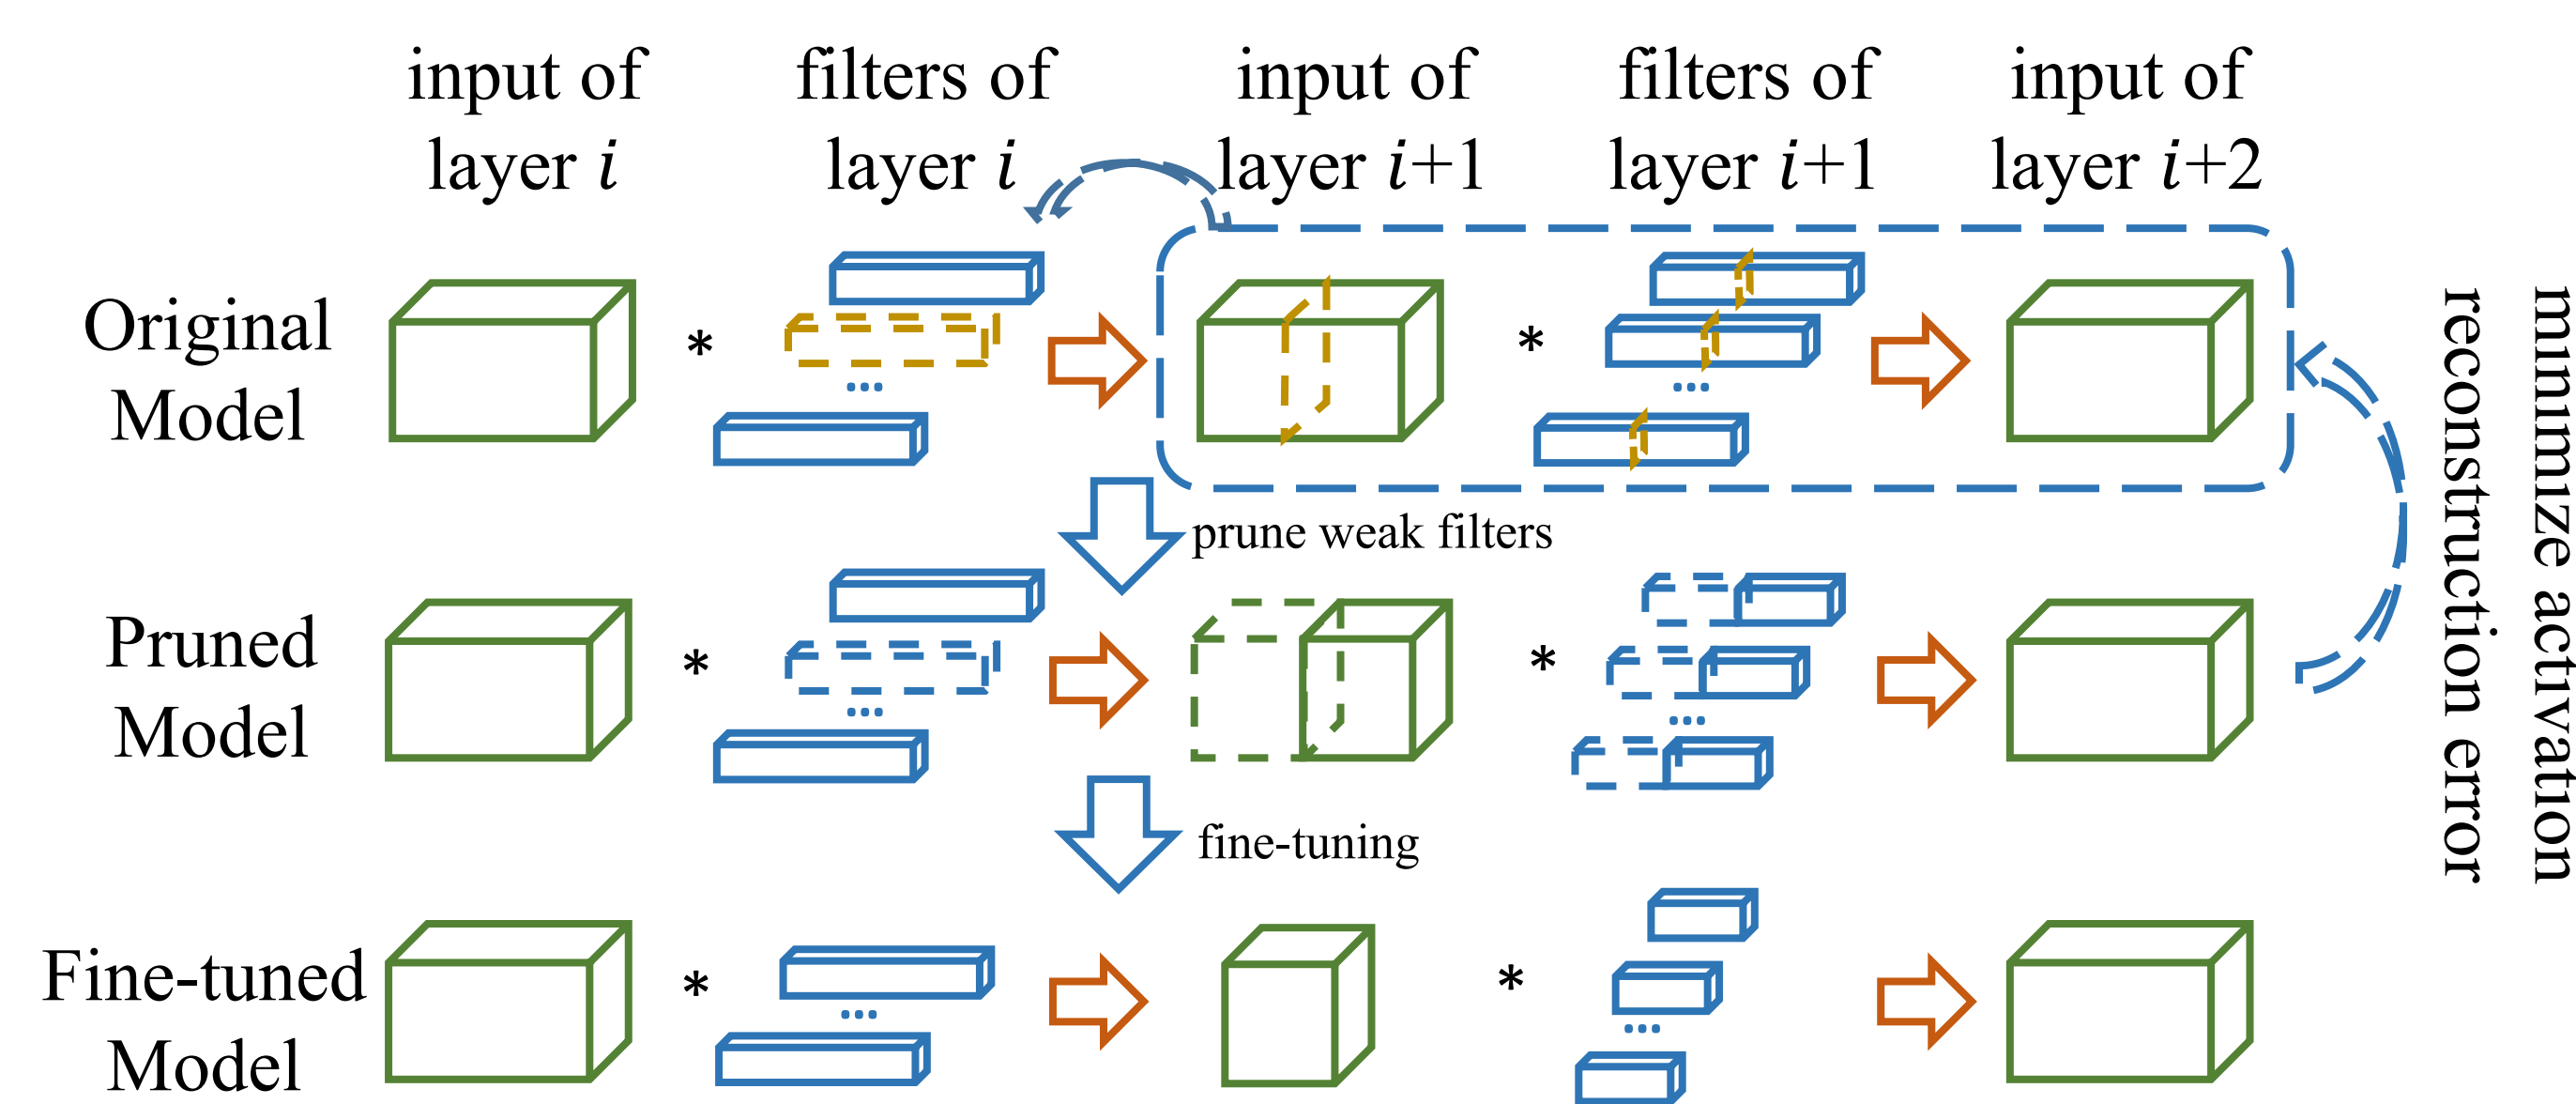 input of
layer i
filters of
layer i
input of
layer i+1
filters of
layer i+1
input of
layer i+2
Original
Model
*
...
*
...
prune weak filters
Pruned
Model
*
...
*
...
fine-tuning
Fine-tuned
Model
*
...
*
...
minimize activation
reconstruction error